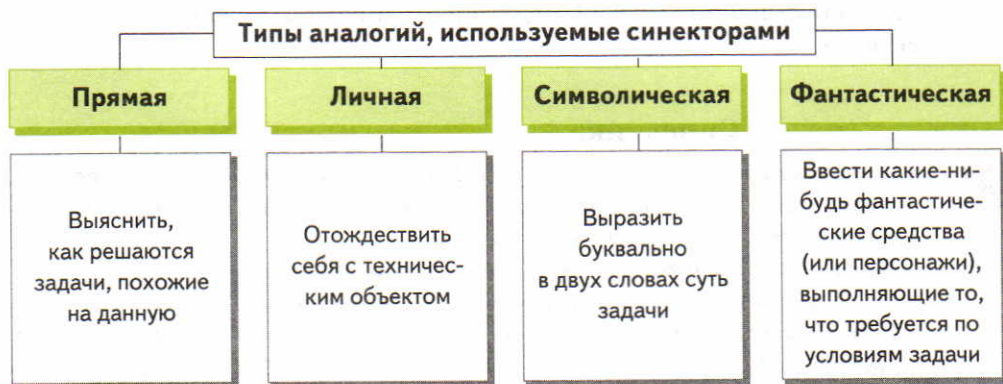 Типы аналогий, используемые синекторами
Прямая
Выяснить,
как решаются
задачи, похожие
на данную
Личная
Отождествить
себя с техничес-
ким объектом
Символическая
Выразить
буквально
в двух словах суть
задачи
Фантастическая
Ввести какие-ни-
будь фантастиче-
ские средства
(или персонажи),
выполняющие то,
что требуется по
условиям задачи